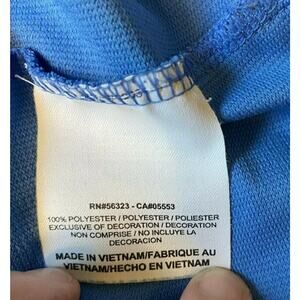 RN#56323 - CA#05553
100% POLYESTER / POLYESTER / POLIESTER
EXCLUSIVE OF DECORATION / DECORATION
NON COMPRISE / NO INCLUYE LA
DECORACION
MADE IN VIETNAM/FABRIQUE AU
VIETNAM/HECHO EN VIETNAM